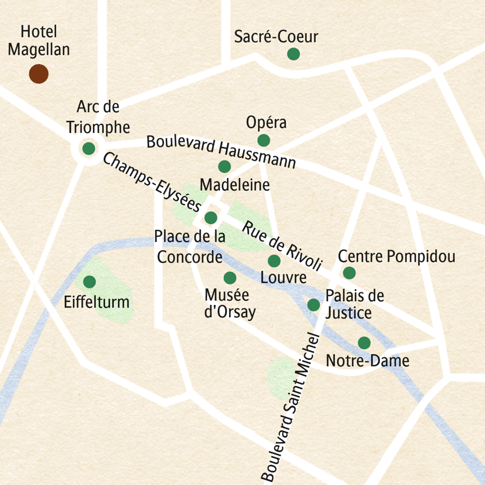 Hotel
Magellan
Sacré-Coeur
Arc de
Triomphe
Opéra
Boulevard Haussmann
Madeleine
Champs-Elysées
Place de la
Concorde
Rue de Rivoli
Centre Pompidou
Louvre
Eiffelturm
Musée
d'Orsay
Palais de
Justice
Notre-Dame
Boulevard Saint Michel